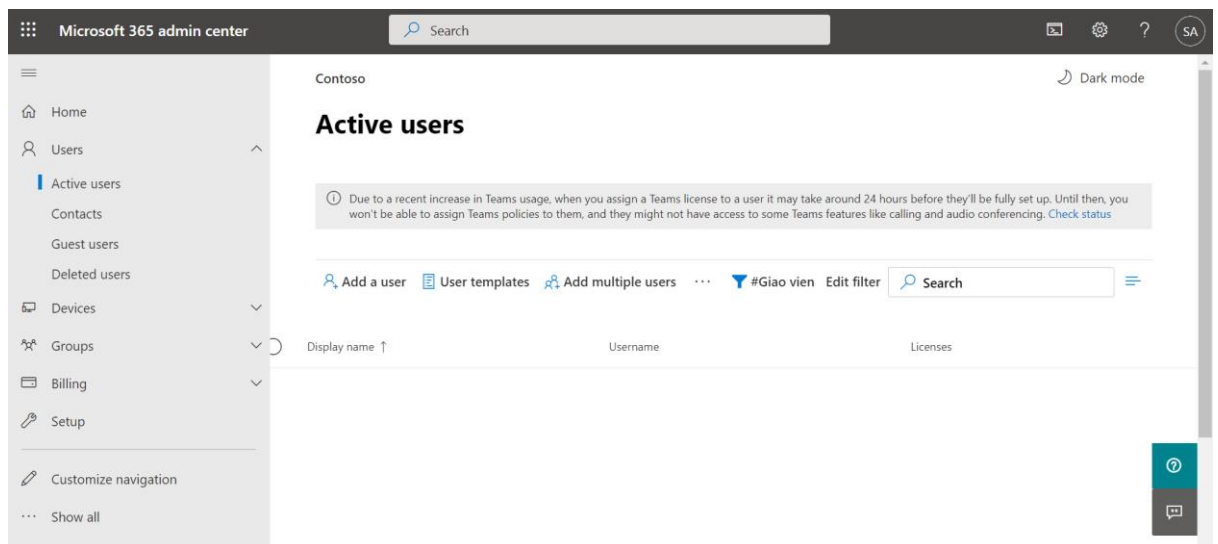 Microsoft 365 admin center
Search
SA
Contoso
Dark mode
Home
Active users
Users
Active users
Due to a recent increase in Teams usage, when you assign a Teams license to a user it may take around 24 hours before they'll be fully set up. Until then, you
won't be able to assign Teams policies to them, and they might not have access to some Teams features like calling and audio conferencing. Check status
Contacts
Guest users
Deleted users
Add a user User templates Add multiple users ··· #Giao vien Edit filter Search
Devices
Groups
Display name ↑ Username Licenses
Billing
Setup
Customize navigation
··· Show all